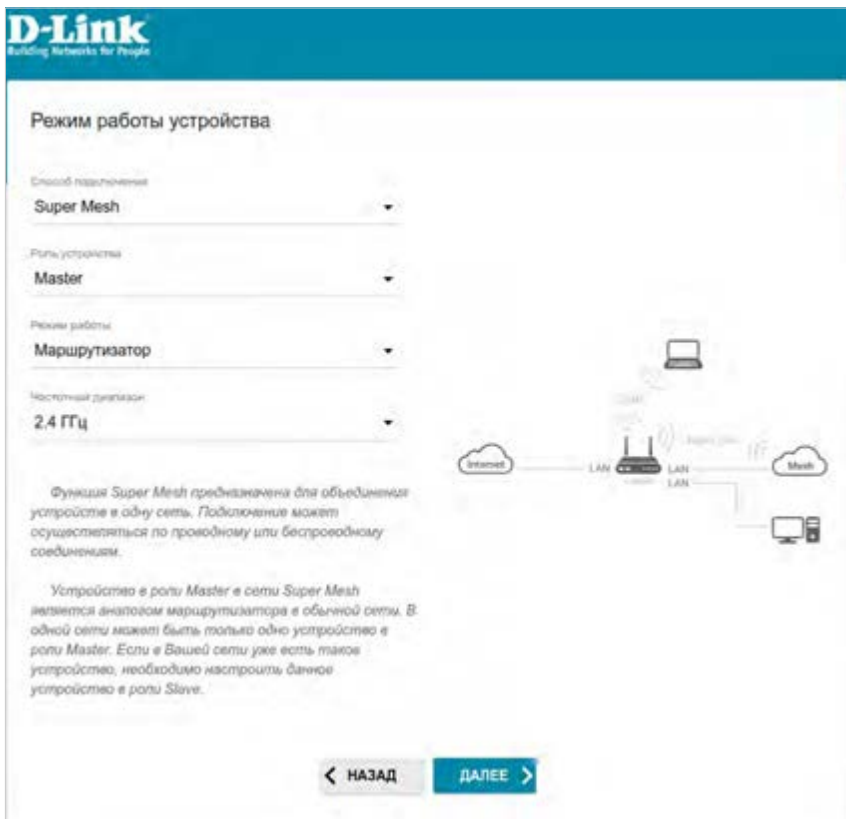 D-Link
Building Networks for People
Режим работы устройства
Способ подключения
Super Mesh
Роль устройства
Master
Режим работы
Маршрутизатор
Частотный диапазон
2.4 ГГц
Функция Super Mesh предназначена для объединения
устройств в одну сеть. Подключение может
осуществляться по проводному или беспроводному
соединениям.
Устройство в роли Master в сети Super Mesh
является аналогом маршрутизатора в обычной сети. В
одной сети может быть только одно устройство в
роли Master. Если в Вашей сети уже есть такое
устройство, необходимо настроить данное
устройство в роли Slave.
Internet
LAN
LAN
LAN
Mesh
НАЗАД
ДАЛЕЕ